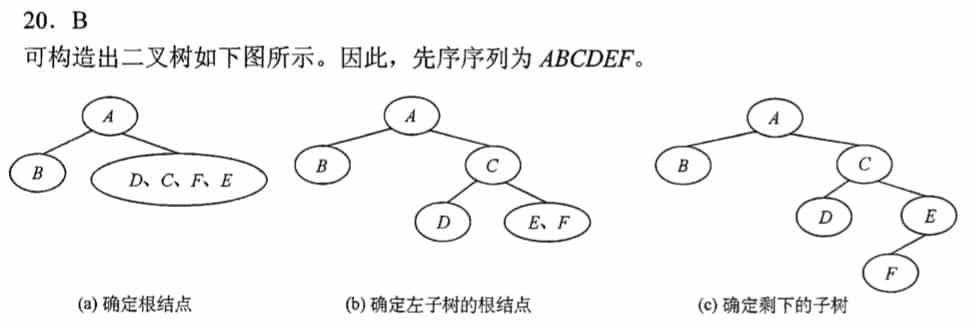 20. B
可构造出二叉树如下图所示。因此，先序序列为 ABCDEF。
A
B
D、C、F、E
A
B
C
D
E、F
A
B
C
D
E
F
(a) 确定根结点
(b) 确定左子树的根结点
(c) 确定剩下的子树